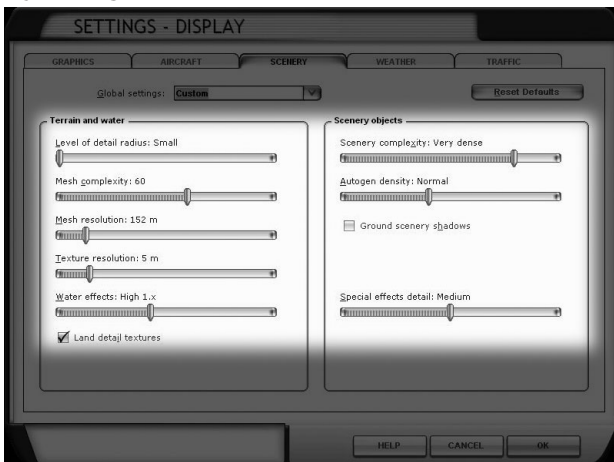 SETTINGS - DISPLAY
GRAPHICS AIRCRAFT SCENERY WEATHER TRAFFIC
Global settings: Custom
Reset Defaults
Terrain and water
Level of detail radius: Small
Mesh complexity: 60
Mesh resolution: 152 m
Texture resolution: 5 m
Water effects: High 1.x
Land detail textures
Scenery objects
Scenery complexity: Very dense
Autogen density: Normal
Ground scenery shadows
Special effects detail: Medium
HELP CANCEL OK